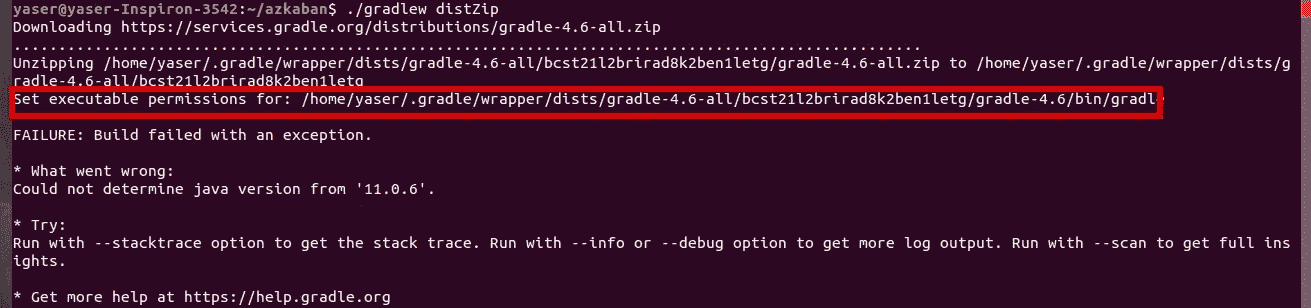 yaser@yaser-Inspiron-3542:~/azkaban$ ./gradlew distZip
Downloading https://services.gradle.org/distributions/gradle-4.6-all.zip
.....................................................................................................
Unzipping /home/yaser/.gradle/wrapper/dists/gradle-4.6-all/bcst21l2brirad8k2ben1letg/gradle-4.6-all.zip to /home/yaser/.gradle/wrapper/dists/g
radle-4.6-all/bcst21l2brirad8k2ben1letg
Set executable permissions for: /home/yaser/.gradle/wrapper/dists/gradle-4.6-all/bcst21l2brirad8k2ben1letg/gradle-4.6/bin/gradle
FAILURE: Build failed with an exception.
* What went wrong:
Could not determine java version from '11.0.6'.
* Try:
Run with --stacktrace option to get the stack trace. Run with --info or --debug option to get more log output. Run with --scan to get full ins
ights.
* Get more help at https://help.gradle.org